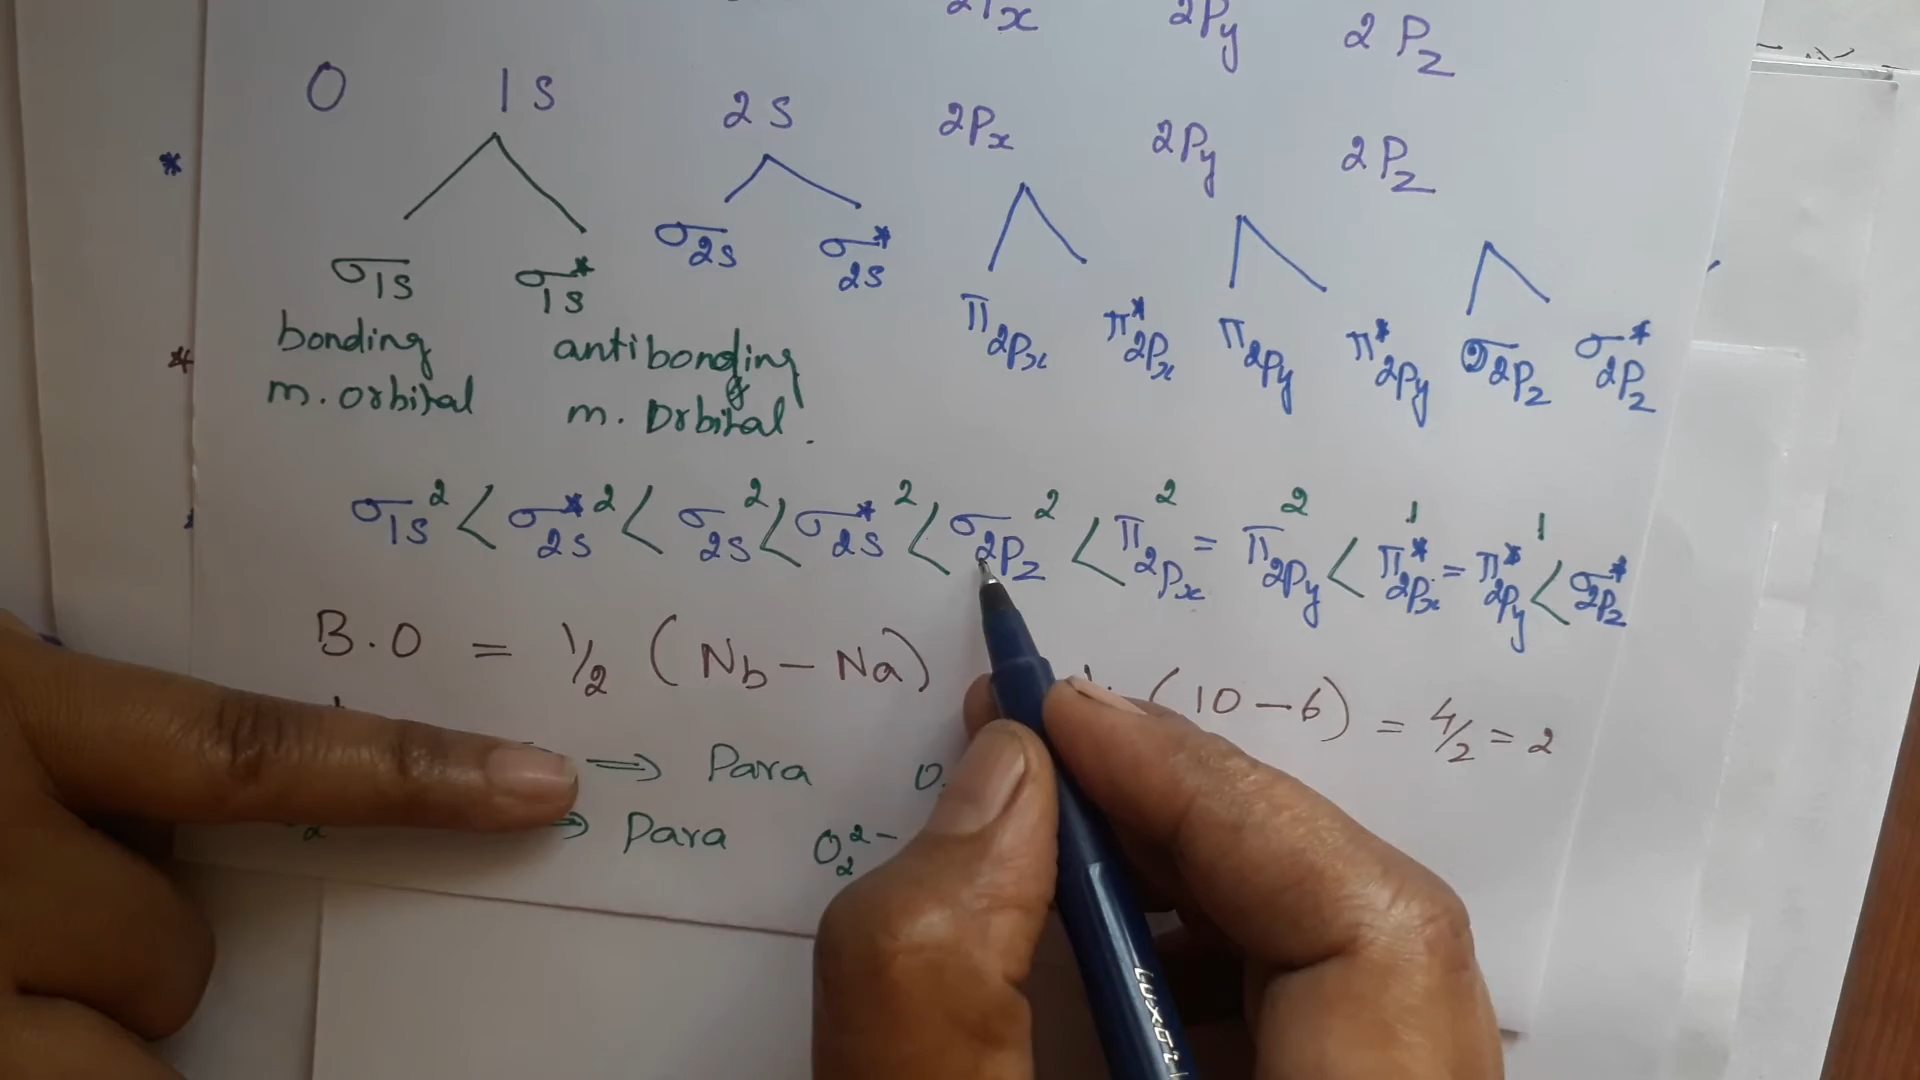 2Px 2Py 2Pz
O 1s 2s 2Px 2Py 2Pz
*
σ1s σ*1s σ2s σ*2s π2Px π*2Px π2Py π*2Py σ2Pz σ*2Pz
bonding antibonding
* m. orbital m. orbital.
σ1s² < σ*2s² < σ2s² < σ*2s² < σ2Pz² < π2Px² = π2Py² < π*2Px¹ = π*2Py¹ < σ*2Pz
B.O = ½ (Nb - Na) (10 - 6) = 4/2 = 2
⇒ Para
⇒ Para O₂²⁻
Luxor